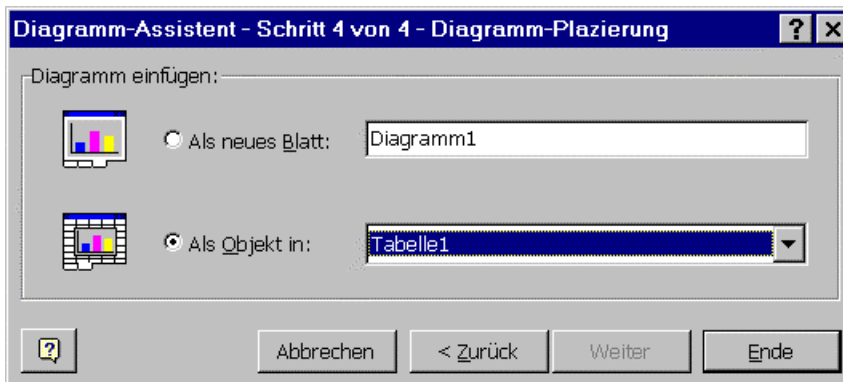 Diagramm-Assistent - Schritt 4 von 4 - Diagramm-Plazierung
Diagramm einfügen:
Als neues Blatt: Diagramm1
Als Objekt in: Tabelle1
Abbrechen < Zurück Weiter Ende